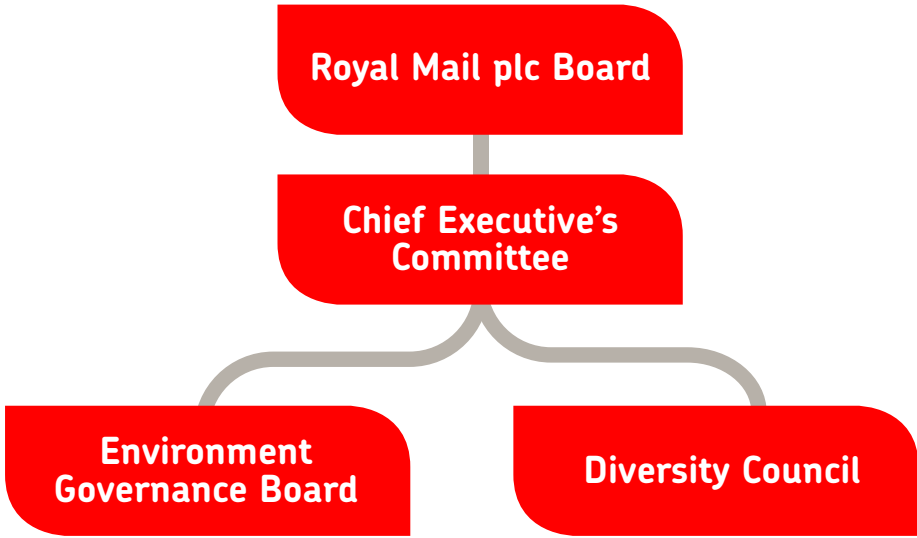 Royal Mail plc Board
Chief Executive’s
Committee
Environment
Governance Board
Diversity Council